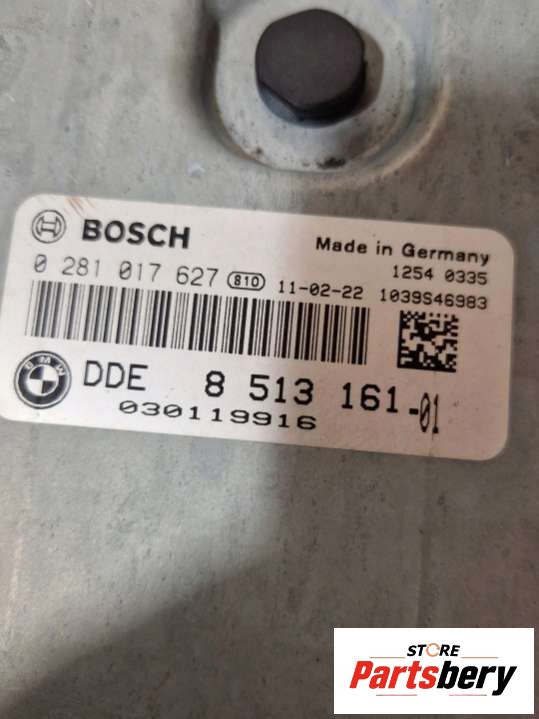 BOSCH
Made in Germany
1254 0335
0 281 017 627 810 11-02-22 1039S46983
BMW
DDE 8 513 161-01
030119916
STORE
Partsbery